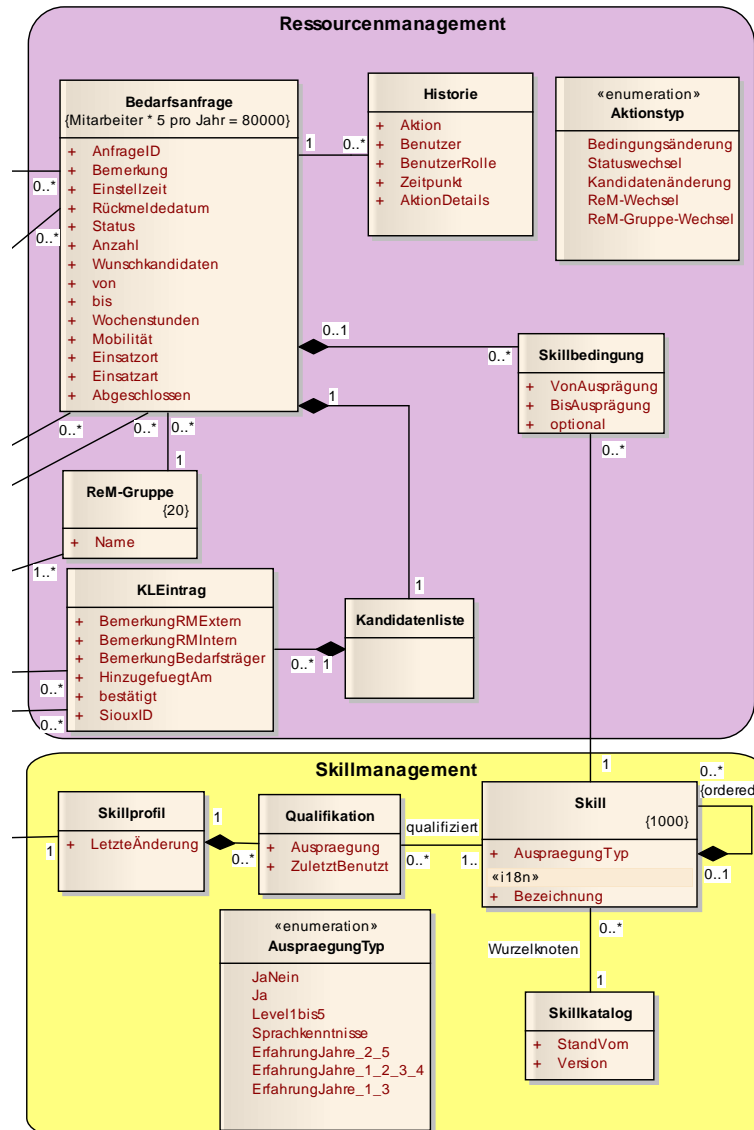 Ressourcenmanagement
Bedarfsanfrage
{Mitarbeiter * 5 pro Jahr = 80000}
+ AnfrageID
+ Bemerkung
+ Einstellzeit
+ Rückmeldedatum
+ Status
+ Anzahl
+ Wunschkandidaten
+ von
+ bis
+ Wochenstunden
+ Mobilität
+ Einsatzort
+ Einsatzart
+ Abgeschlossen
1
0..*
Historie
+ Aktion
+ Benutzer
+ BenutzerRolle
+ Zeitpunkt
+ AktionDetails
«enumeration»
Aktionstyp
Bedingungsänderung
Statuswechsel
Kandidatenänderung
ReM-Wechsel
ReM-Gruppe-Wechsel
0..*
0..*
0..1
0..*
Skillbedingung
+ VonAusprägung
+ BisAusprägung
+ optional
0..*
1
0..*
0..*
0..*
1
ReM-Gruppe
{20}
+ Name
1..*
KLEintrag
+ BemerkungRMExtern
+ BemerkungRMIntern
+ BemerkungBedarfsträger
+ HinzugefuegtAm
+ bestätigt
+ SiouxID
0..*
0..*
0..*
1
1
Kandidatenliste
1
Skillmanagement
Skillprofil
+ LetzteÄnderung
1
1
0..*
Qualifikation
+ Auspraegung
+ ZuletztBenutzt
qualifiziert
0..*
1..
Skill
{1000}
+ AuspraegungTyp
«i18n»
+ Bezeichnung
0..*
{ordered
0..1
«enumeration»
AuspraegungTyp
JaNein
Ja
Level1bis5
Sprachkenntnisse
ErfahrungJahre_2_5
ErfahrungJahre_1_2_3_4
ErfahrungJahre_1_3
0..*
Wurzelknoten
1
Skillkatalog
+ StandVom
+ Version